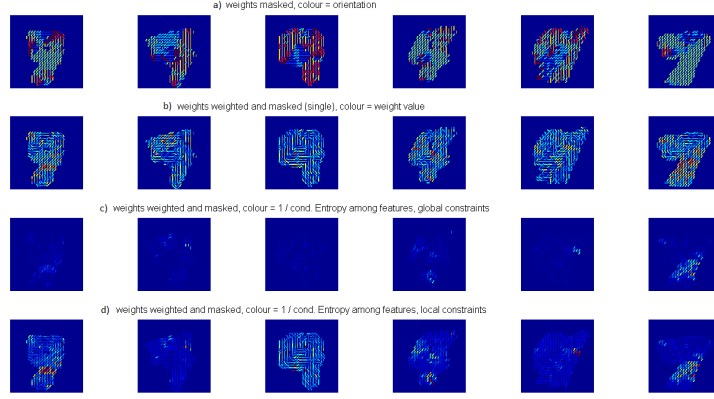 a) weights masked, colour = orientation
b) weights weighted and masked (single), colour = weight value
c) weights weighted and masked, colour = 1 / cond. Entropy among features, global constraints
d) weights weighted and masked, colour = 1 / cond. Entropy among features, local constraints